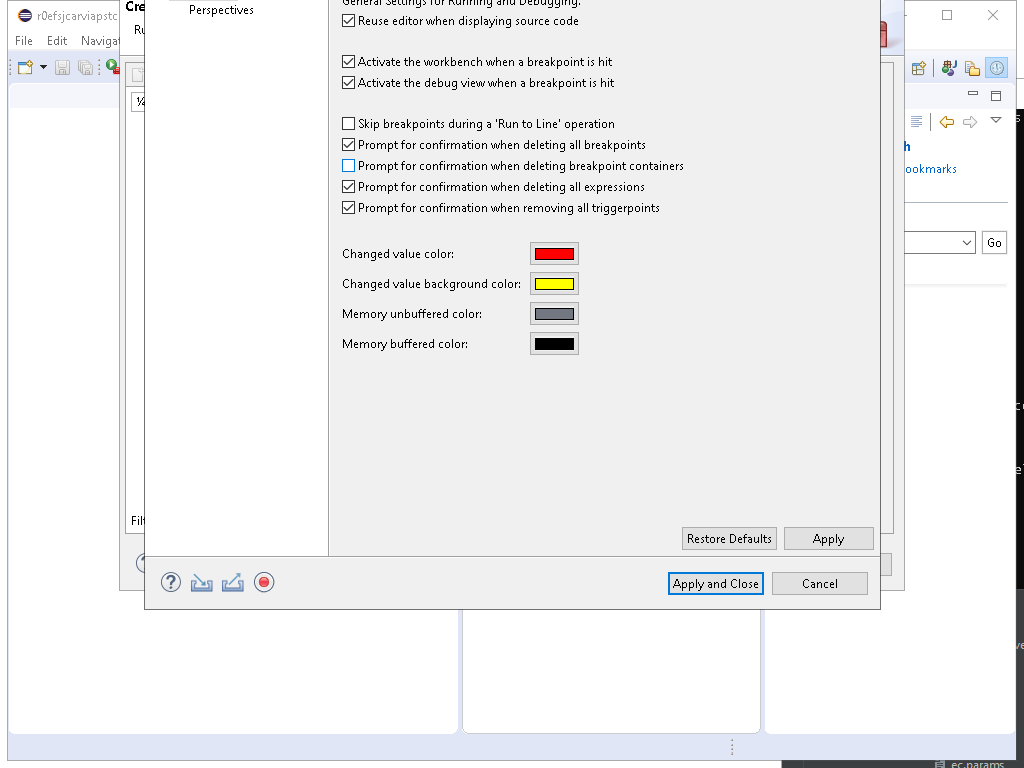 r0efsjcarviapstc
File Edit Navigat
Cre
Ru
Perspectives
General Settings for Running and Debugging.
Reuse editor when displaying source code
Activate the workbench when a breakpoint is hit
Activate the debug view when a breakpoint is hit
Skip breakpoints during a 'Run to Line' operation
Prompt for confirmation when deleting all breakpoints
Prompt for confirmation when deleting breakpoint containers
Prompt for confirmation when deleting all expressions
Prompt for confirmation when removing all triggerpoints
Changed value color:
Changed value background color:
Memory unbuffered color:
Memory buffered color:
Filt
Restore Defaults Apply
Apply and Close Cancel
h
ookmarks
Go
ec.params